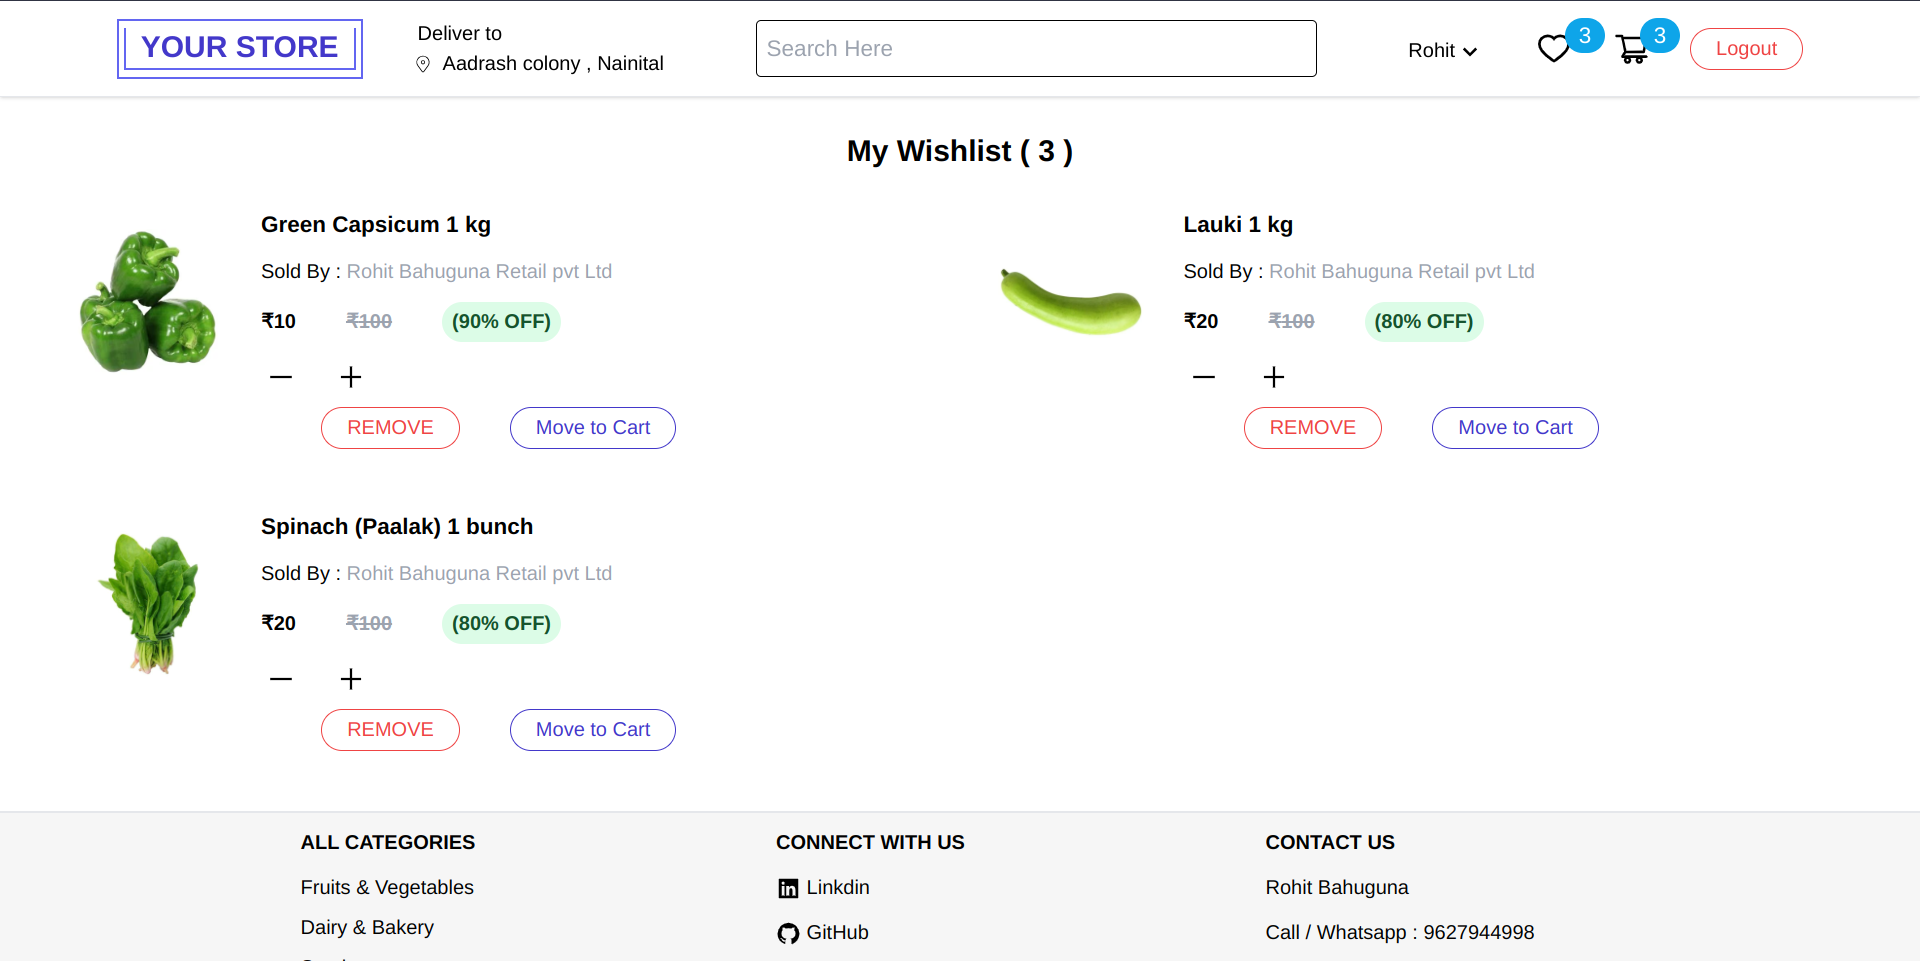 YOUR STORE
Deliver to
Aadrash colony , Nainital
Search Here
Rohit
3
3
Logout
My Wishlist ( 3 )
Green Capsicum 1 kg
Sold By : Rohit Bahuguna Retail pvt Ltd
₹10 ₹100 (90% OFF)
REMOVE Move to Cart
Lauki 1 kg
Sold By : Rohit Bahuguna Retail pvt Ltd
₹20 ₹100 (80% OFF)
REMOVE Move to Cart
Spinach (Paalak) 1 bunch
Sold By : Rohit Bahuguna Retail pvt Ltd
₹20 ₹100 (80% OFF)
REMOVE Move to Cart
ALL CATEGORIES
Fruits & Vegetables
Dairy & Bakery
CONNECT WITH US
Linkdin
GitHub
CONTACT US
Rohit Bahuguna
Call / Whatsapp : 9627944998